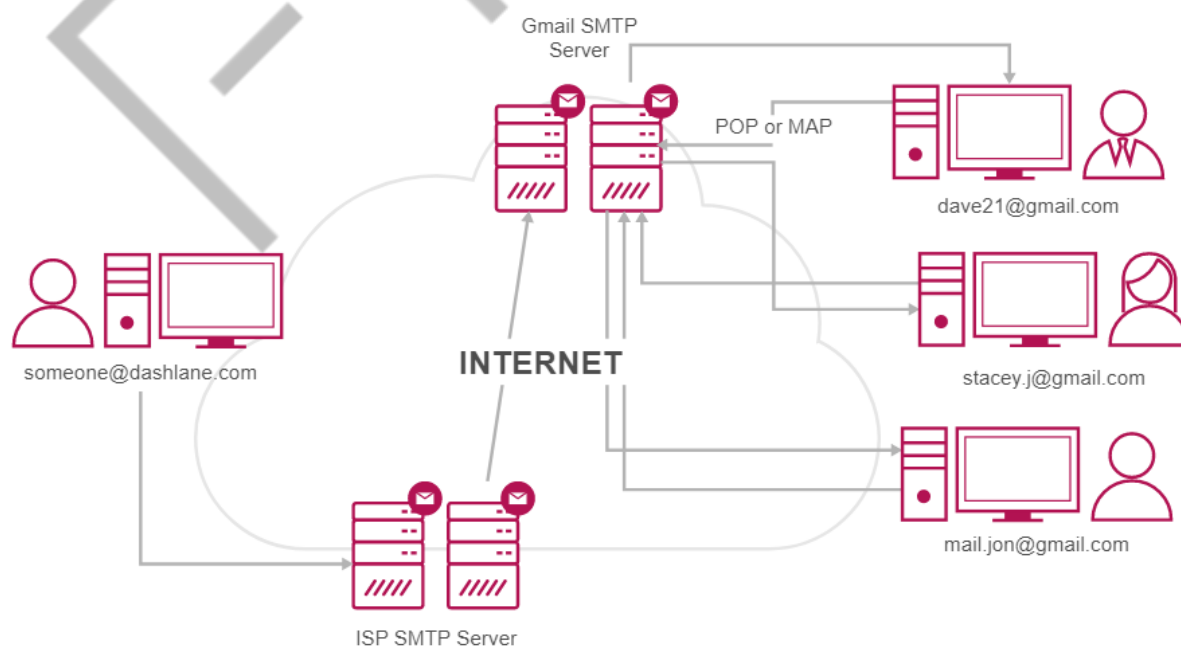 Gmail SMTP
Server
POP or MAP
dave21@gmail.com
someone@dashlane.com
INTERNET
stacey.j@gmail.com
mail.jon@gmail.com
ISP SMTP Server